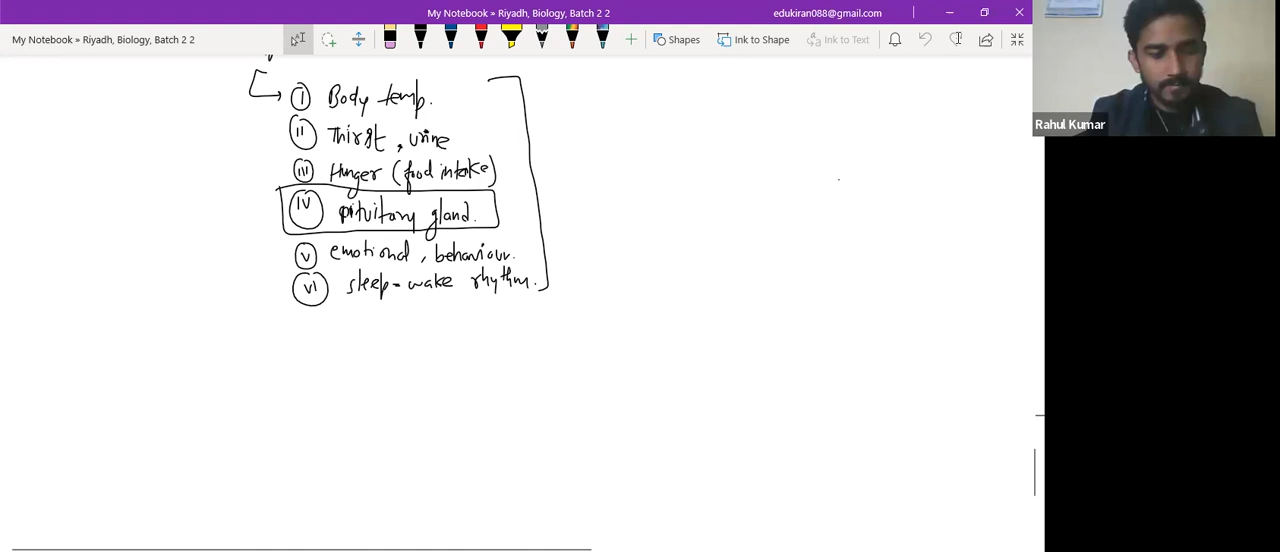 My Notebook » Riyadh, Biology, Batch 2 2
edukiran088@gmail.com
My Notebook » Riyadh, Biology, Batch 2 2
Shapes
Ink to Shape
Ink to Text
Rahul Kumar
I Body temp.
II Thirst, urine
III Hunger (food intake)
IV pituitary gland.
V emotional, behaviour.
VI sleep-wake rhythm.